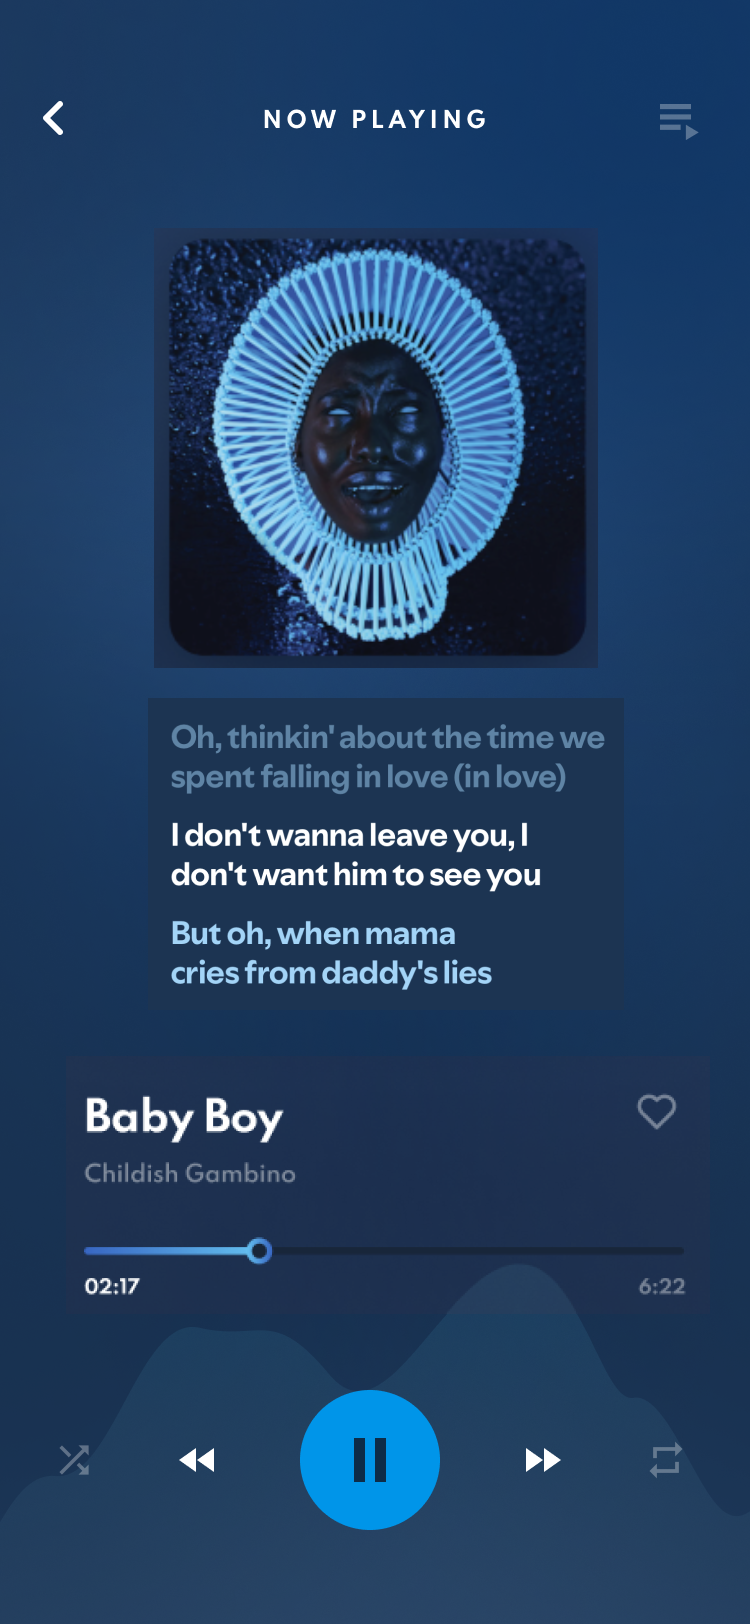 NOW PLAYING
Oh, thinkin' about the time we
spent falling in love (in love)
I don't wanna leave you, I
don't want him to see you
But oh, when mama
cries from daddy's lies
Baby Boy
Childish Gambino
02:17
6:22